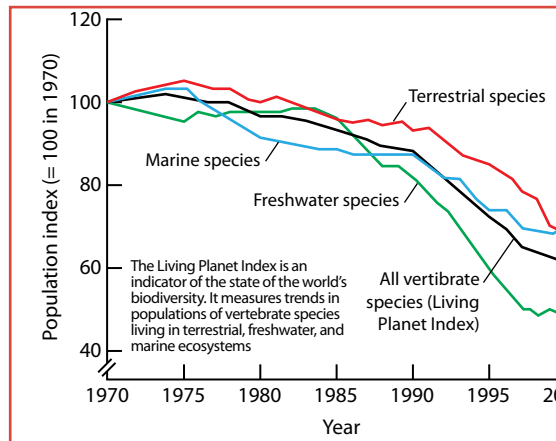 120
100
80
60
40
Population index (= 100 in 1970)
Terrestrial species
Marine species
Freshwater species
All vertibrate
species (Living
Planet Index)
The Living Planet Index is an
indicator of the state of the world's
biodiversity. It measures trends in
populations of vertebrate species
living in terrestrial, freshwater, and
marine ecosystems
1970 1975 1980 1985 1990 1995 20
Year